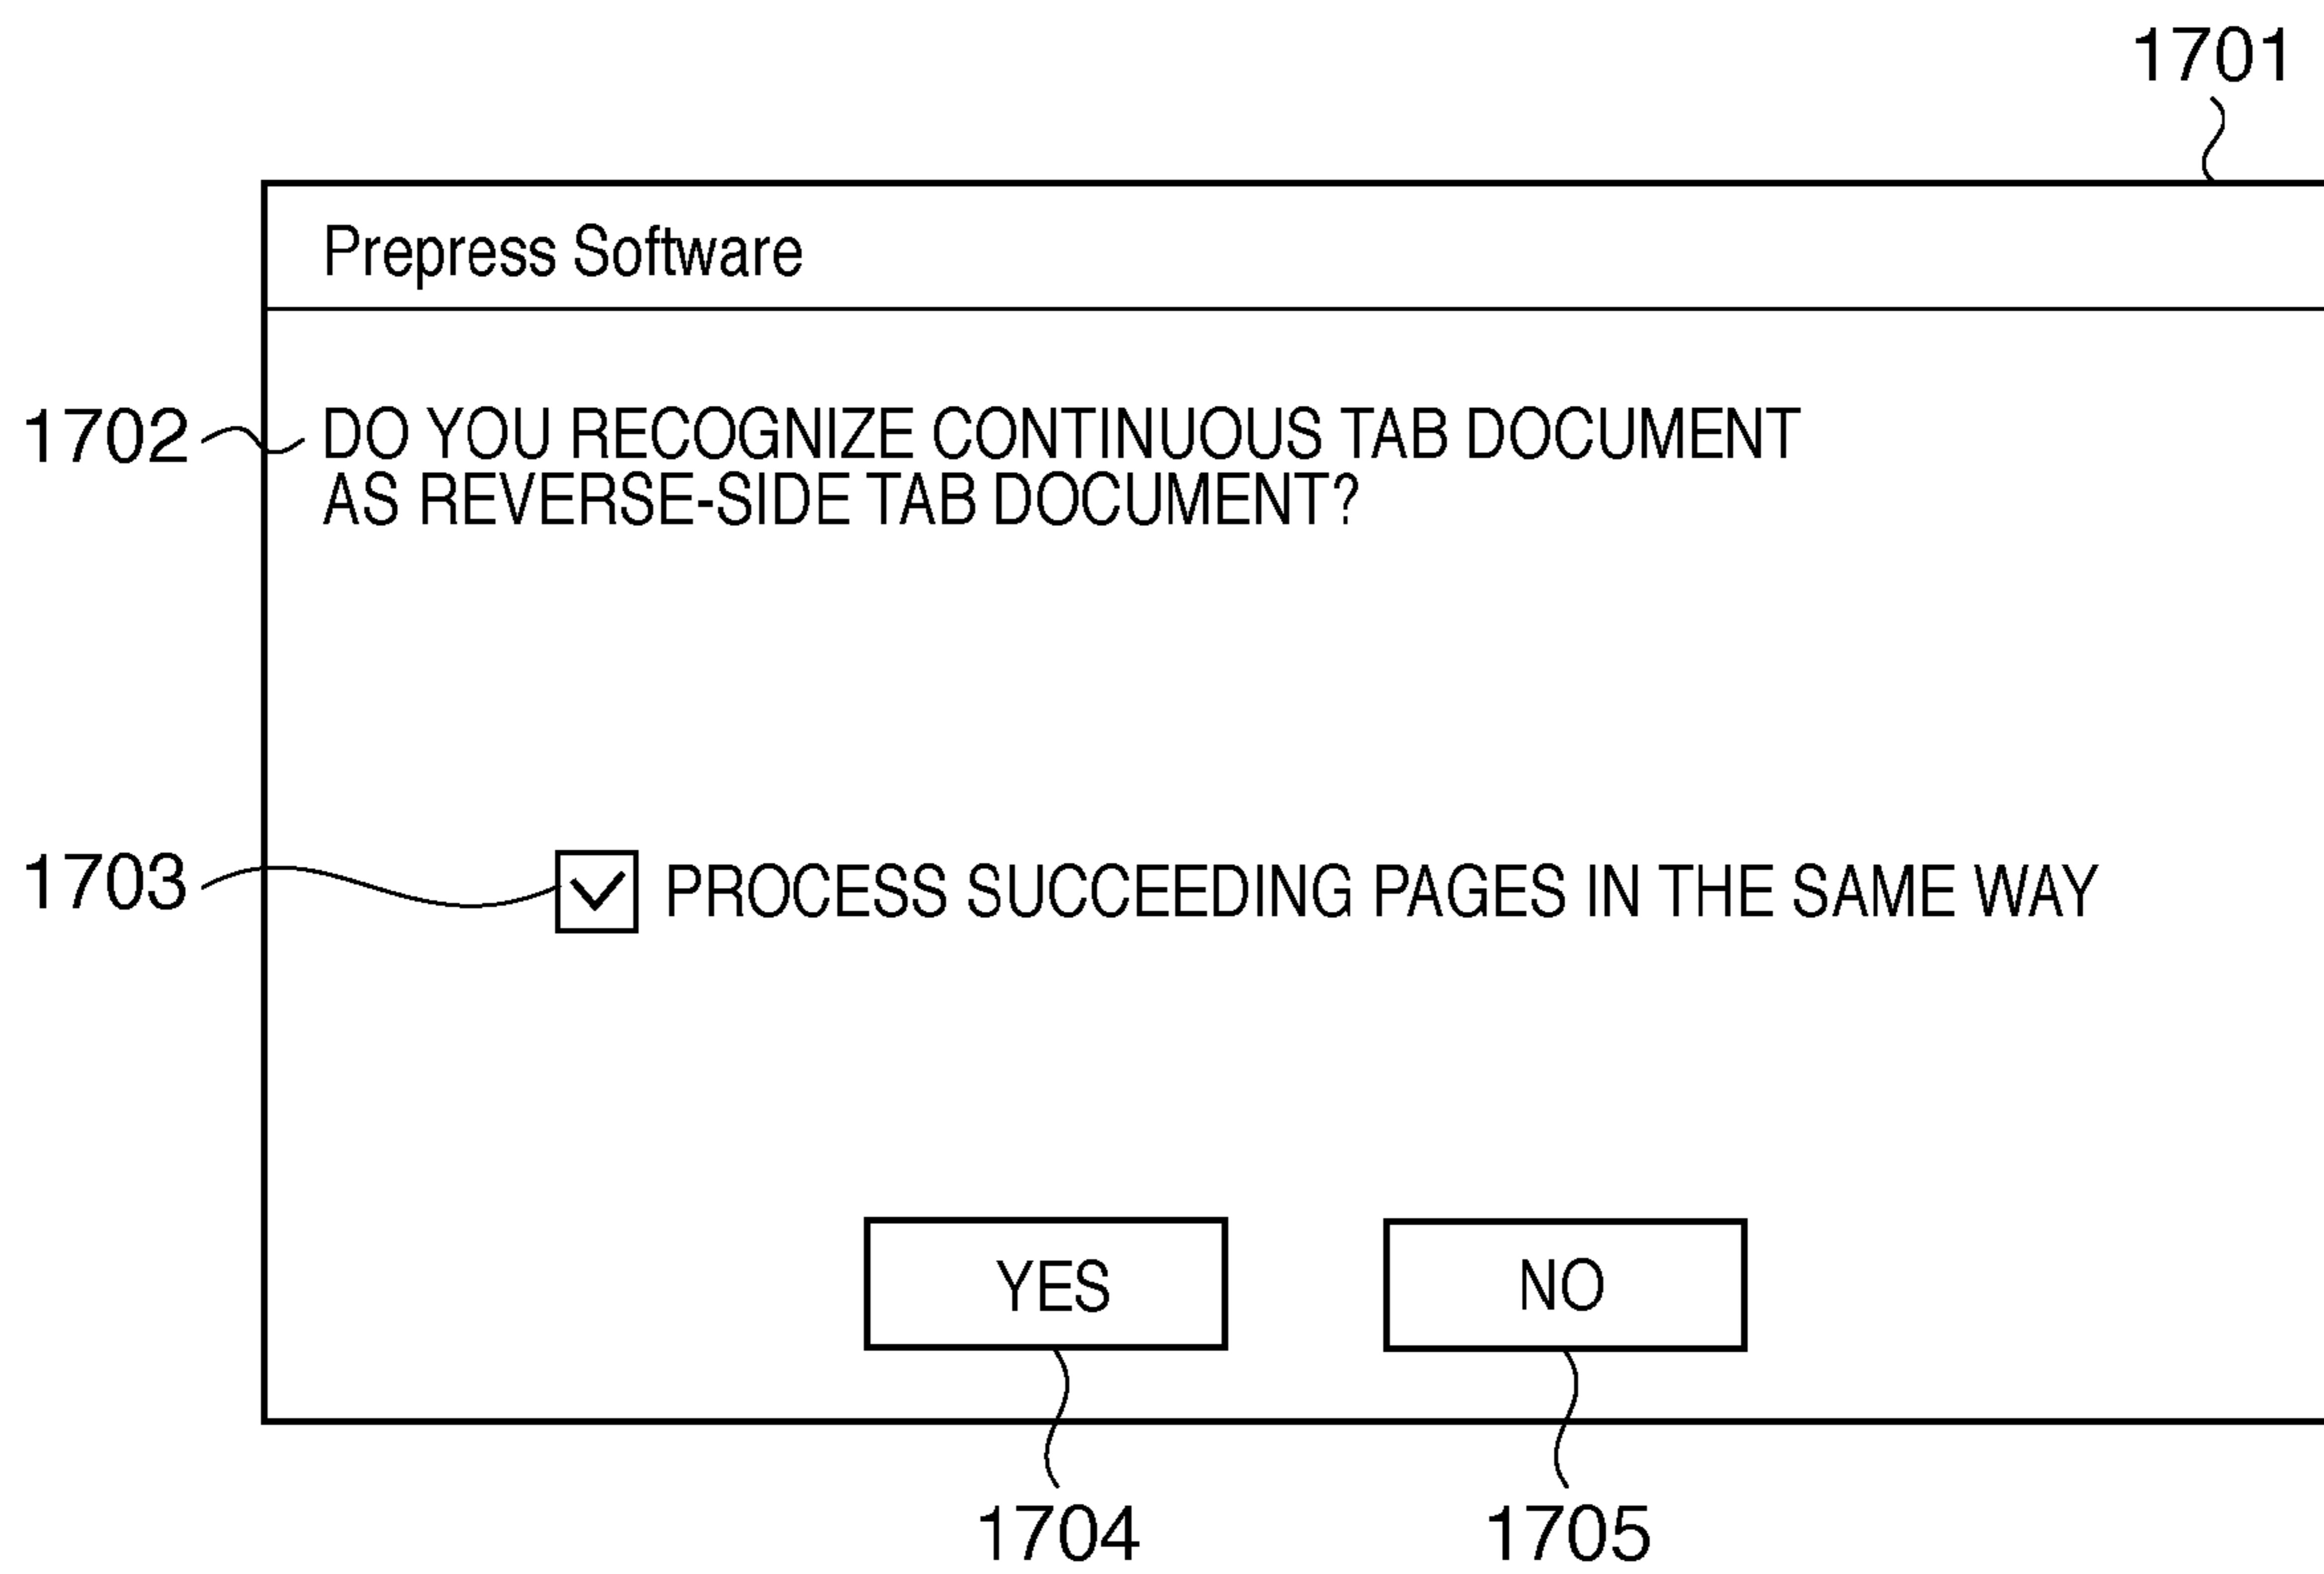 1701
Prepress Software
1702 DO YOU RECOGNIZE CONTINUOUS TAB DOCUMENT
AS REVERSE-SIDE TAB DOCUMENT?
1703 PROCESS SUCCEEDING PAGES IN THE SAME WAY
YES NO
1704 1705